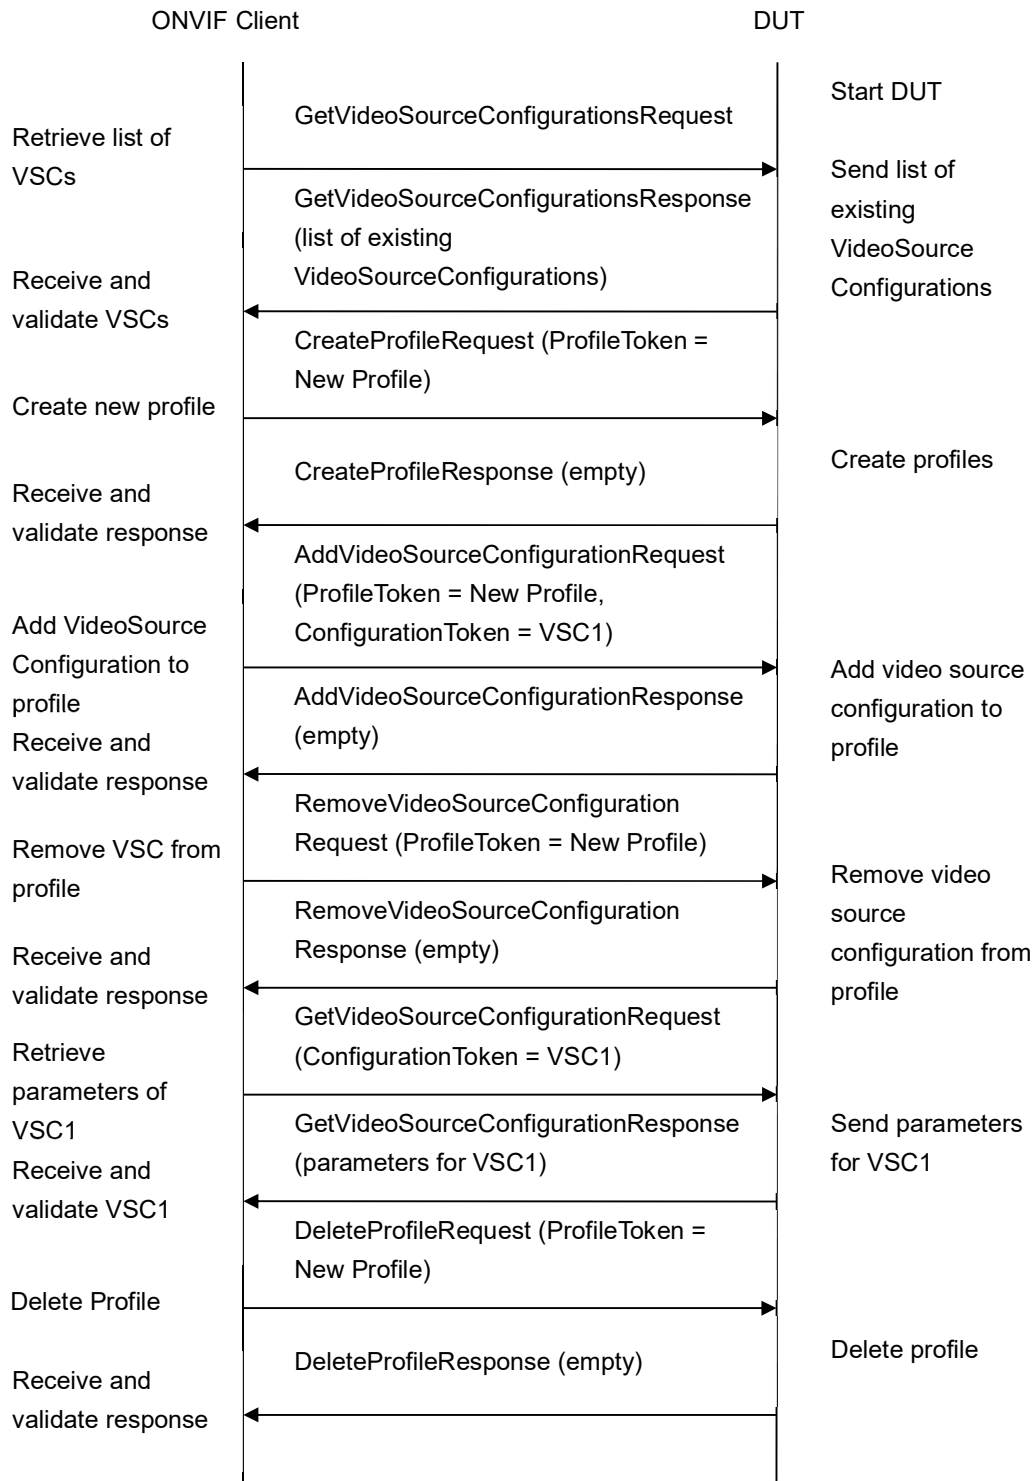 ONVIF Client
DUT
Start DUT
GetVideoSourceConfigurationsRequest
Retrieve list of
VSCs
Send list of
existing
VideoSource
Configurations
GetVideoSourceConfigurationsResponse
(list of existing
VideoSourceConfigurations)
Receive and
validate VSCs
CreateProfileRequest (ProfileToken =
New Profile)
Create new profile
Create profiles
CreateProfileResponse (empty)
Receive and
validate response
AddVideoSourceConfigurationRequest
(ProfileToken = New Profile,
ConfigurationToken = VSC1)
Add VideoSource
Configuration to
profile
Add video source
configuration to
profile
AddVideoSourceConfigurationResponse
(empty)
Receive and
validate response
RemoveVideoSourceConfiguration
Request (ProfileToken = New Profile)
Remove VSC from
profile
Remove video
source
configuration from
profile
RemoveVideoSourceConfiguration
Response (empty)
Receive and
validate response
GetVideoSourceConfigurationRequest
(ConfigurationToken = VSC1)
Retrieve
parameters of
VSC1
Send parameters
for VSC1
GetVideoSourceConfigurationResponse
(parameters for VSC1)
Receive and
validate VSC1
DeleteProfileRequest (ProfileToken =
New Profile)
Delete Profile
Delete profile
DeleteProfileResponse (empty)
Receive and
validate response